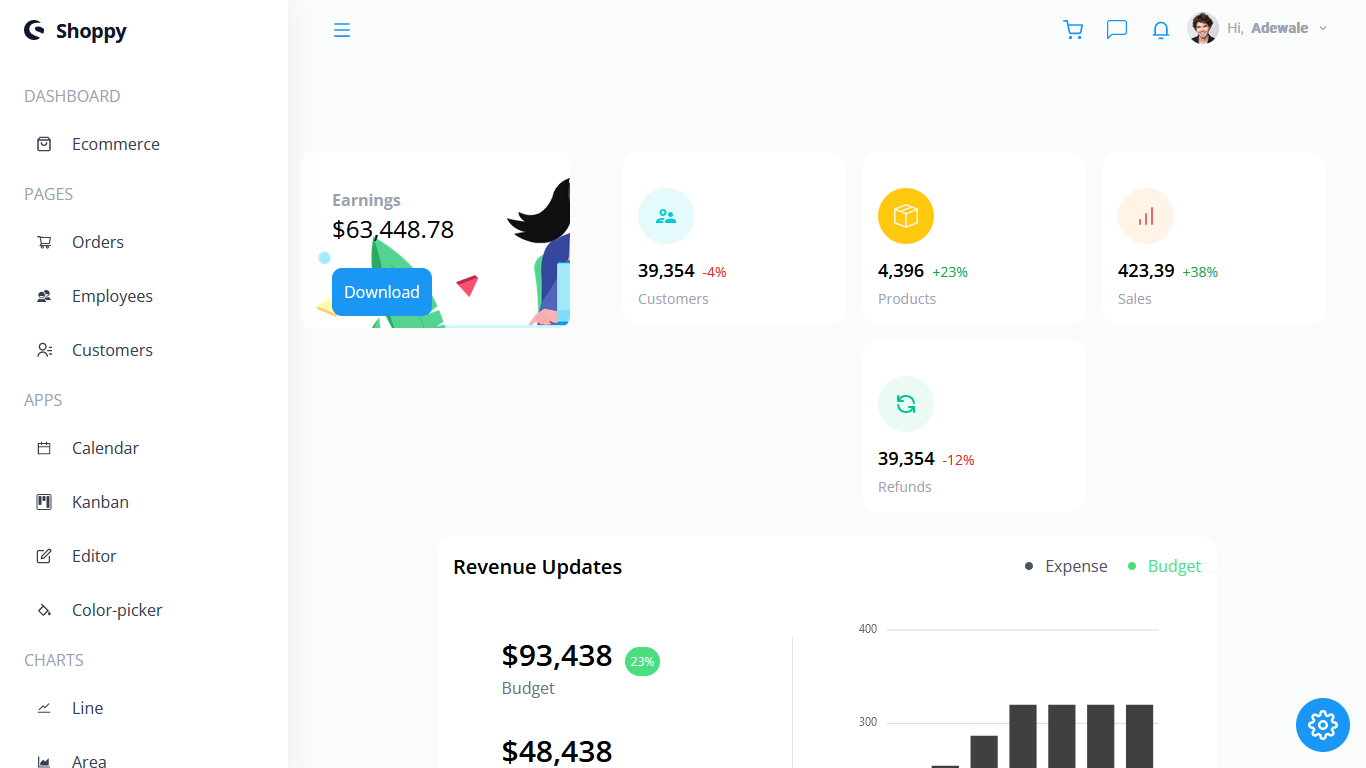 Shoppy
DASHBOARD
Ecommerce
PAGES
Orders
Employees
Customers
APPS
Calendar
Kanban
Editor
Color-picker
CHARTS
Line
Area
Hi, Adewale
Earnings
$63,448.78
Download
39,354 -4%
Customers
4,396 +23%
Products
423,39 +38%
Sales
39,354 -12%
Refunds
Revenue Updates
Expense
Budget
$93,438 23%
Budget
$48,438
400
300